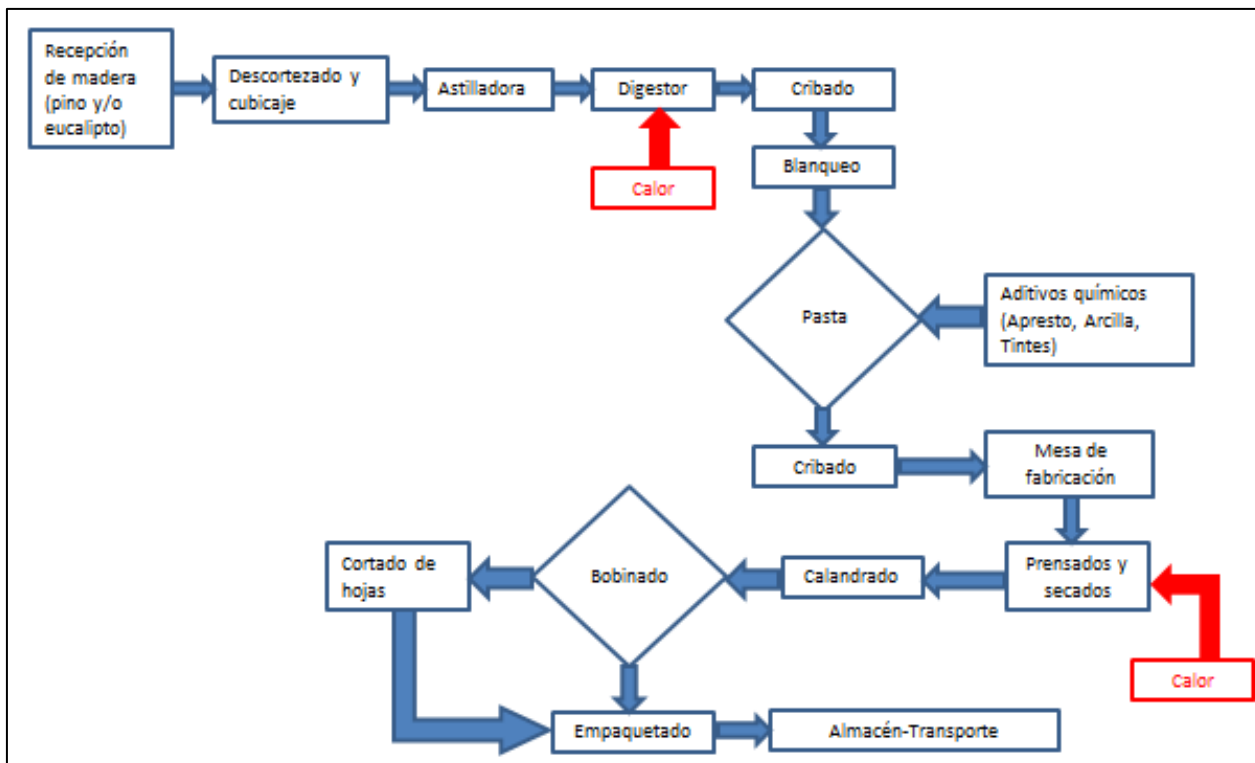 Recepción
de madera
(pino y/o
eucalipto)
Descortezado y
cubicaje
Astilladora
Digestor
Cribado
Calor
Blanqueo
Pasta
Aditivos químicos
(Apresto, Arcilla,
Tintes)
Cribado
Mesa de
fabricación
Cortado de
hojas
Bobinado
Calandrado
Prensados y
secados
Calor
Empaquetado
Almacén-Transporte